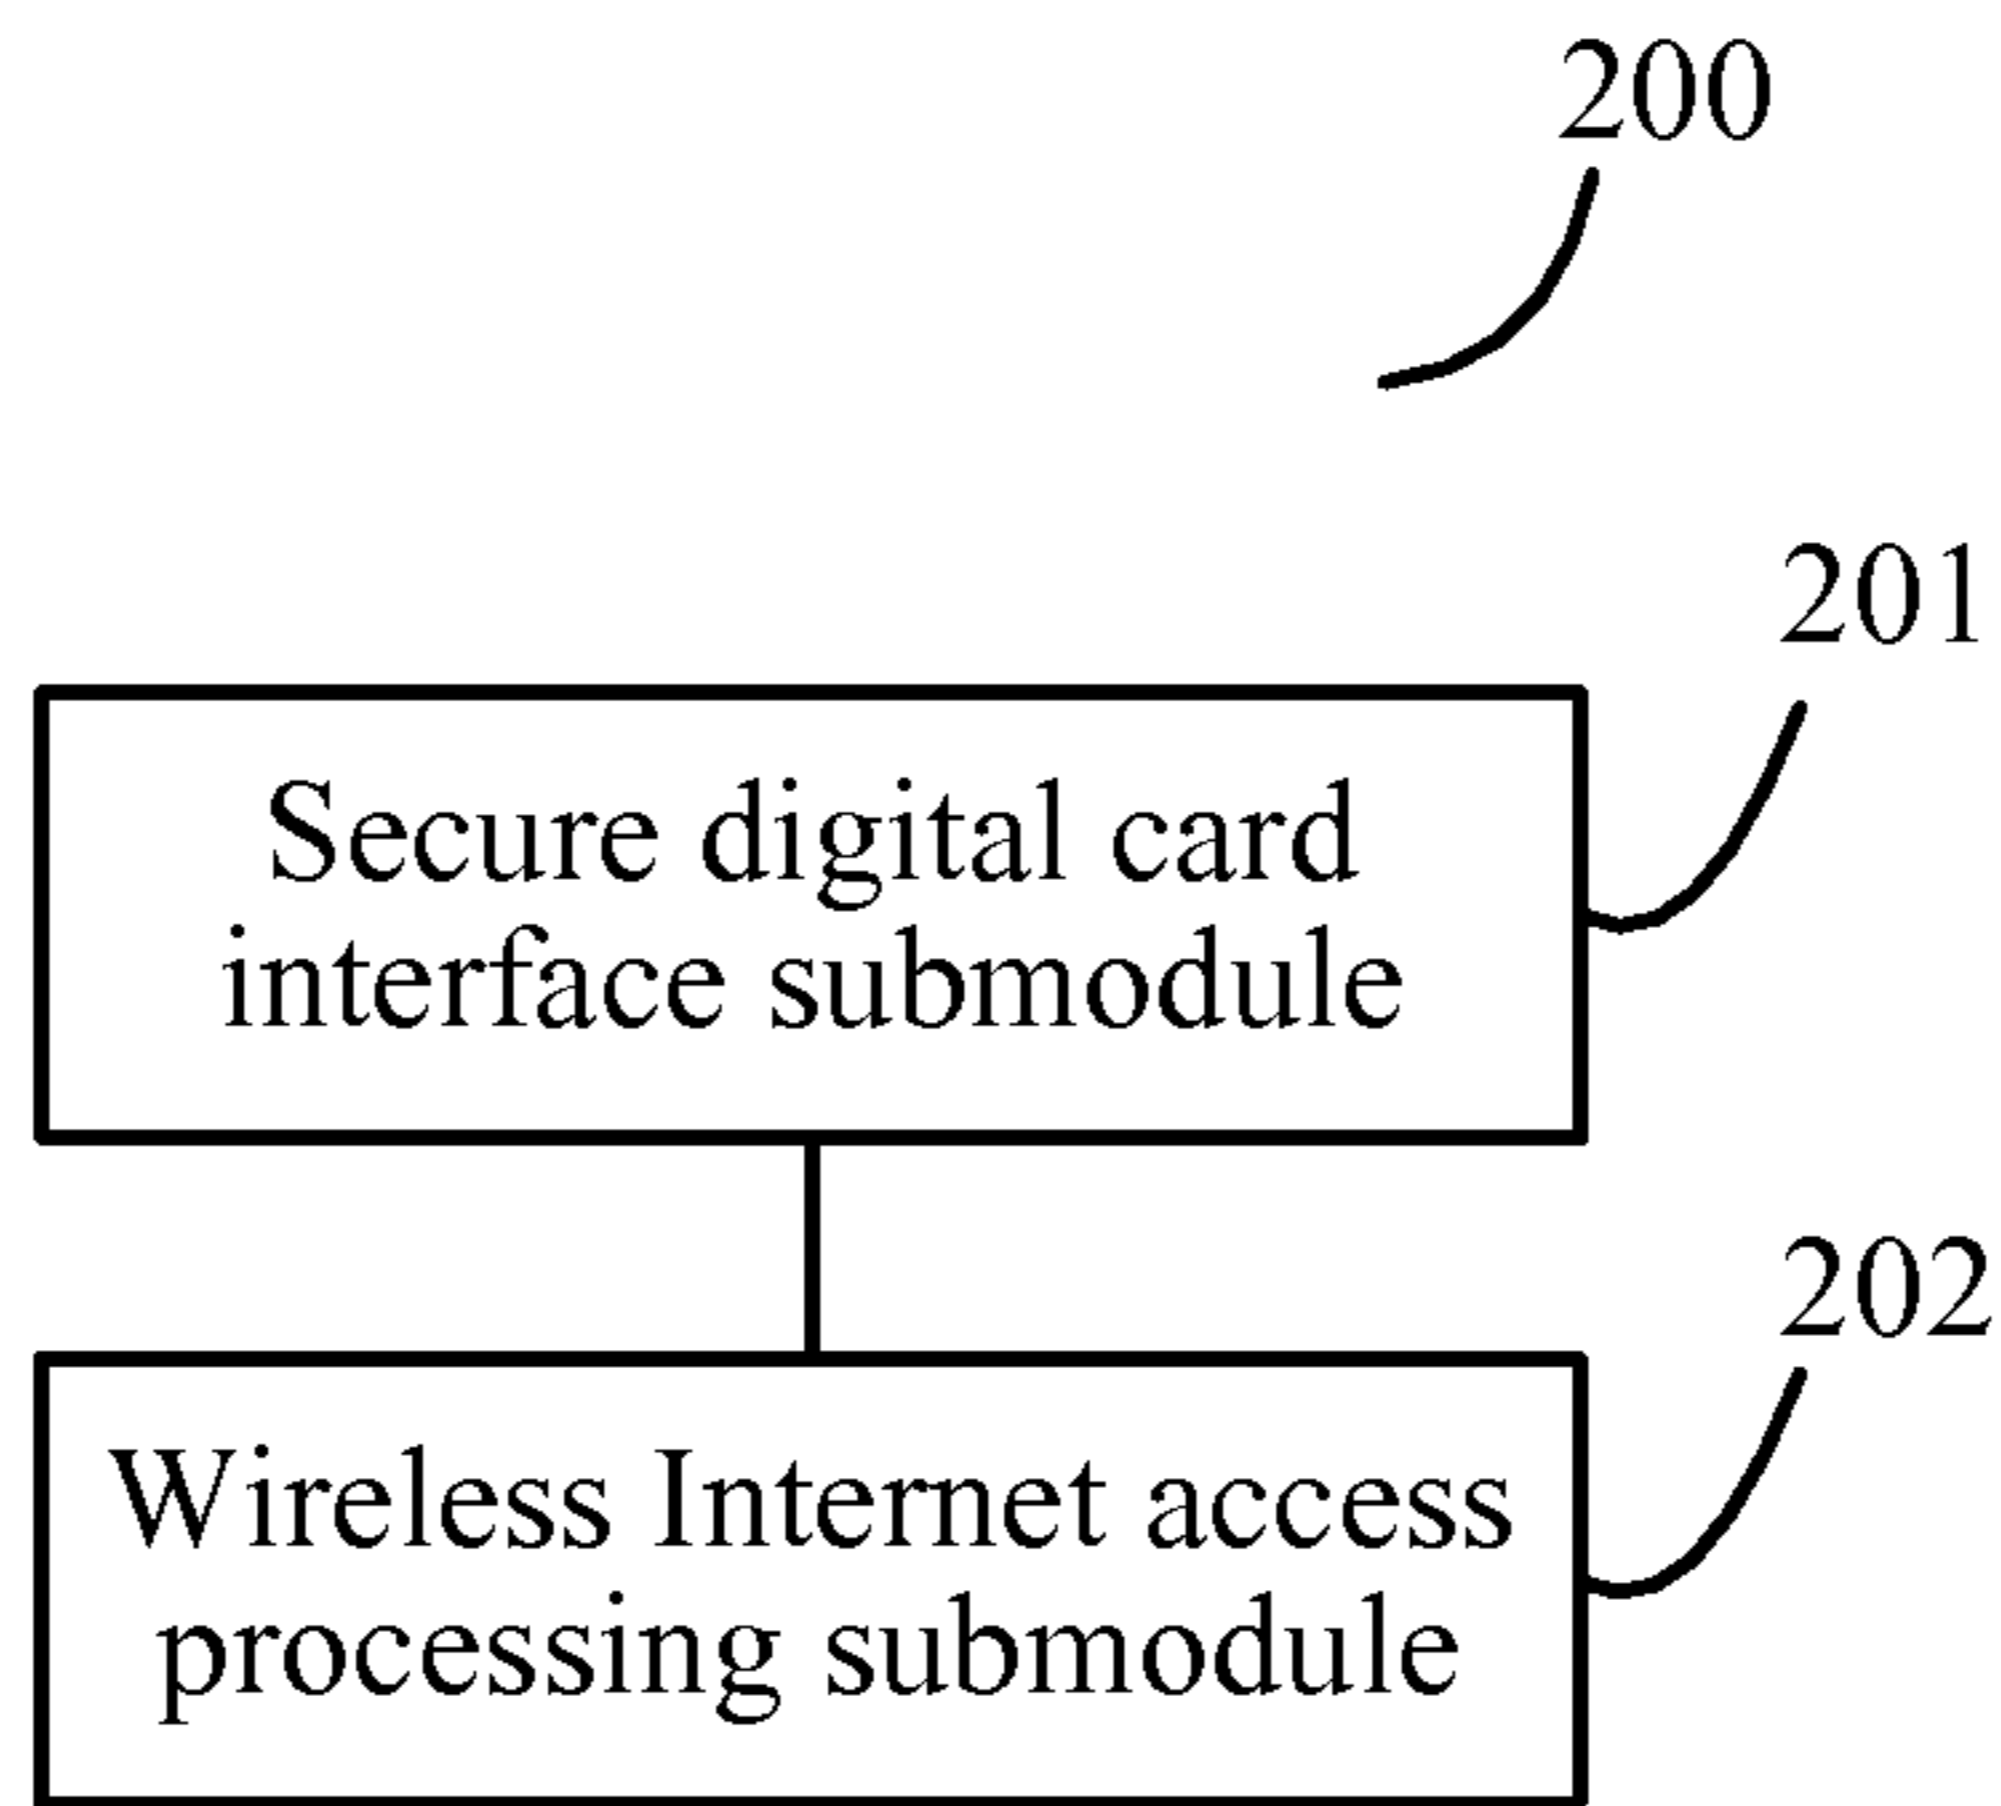 200
201
Secure digital card
interface submodule
202
Wireless Internet access
processing submodule